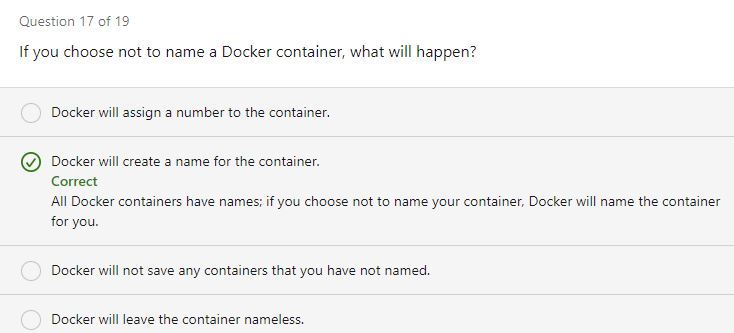 Question 17 of 19
If you choose not to name a Docker container, what will happen?
Docker will assign a number to the container.
Docker will create a name for the container.
Correct
All Docker containers have names; if you choose not to name your container, Docker will name the container
for you.
Docker will not save any containers that you have not named.
Docker will leave the container nameless.